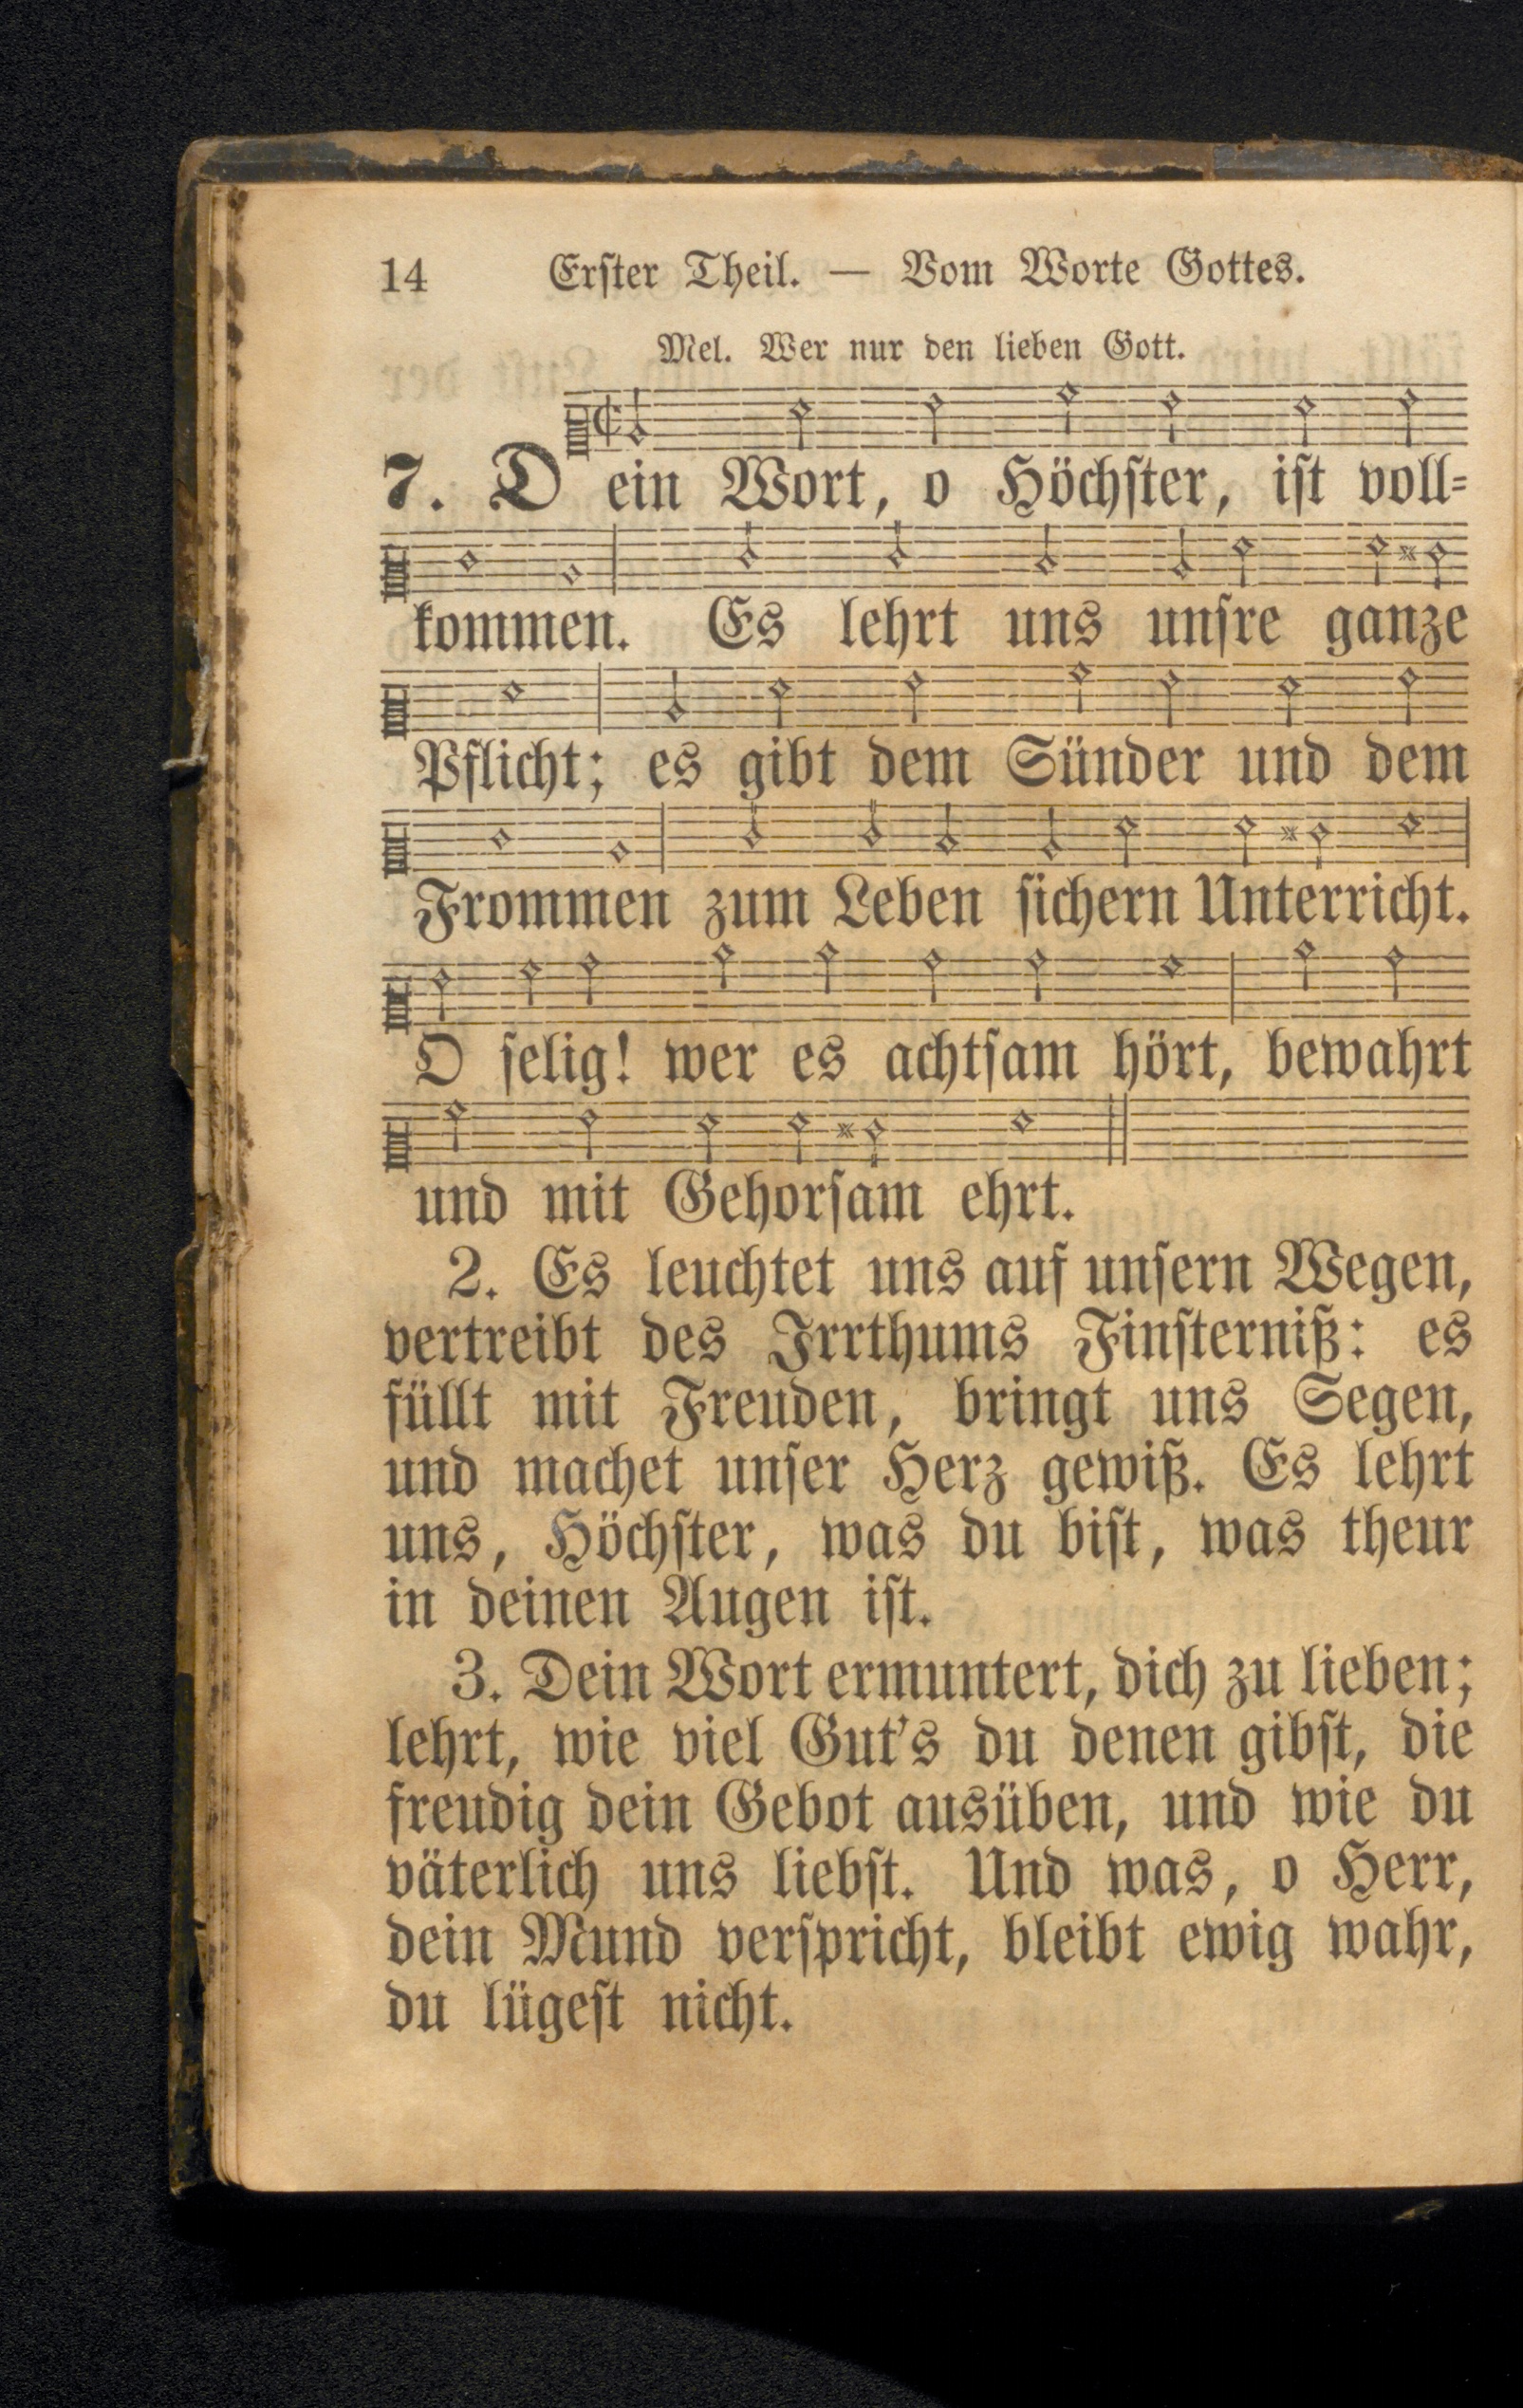 14 Erster Theil. — Vom Worte Gottes.
Mel. Wer nur den lieben Gott.
7. Dein Wort, o Höchster, ist voll=
kommen. Es lehrt uns unsre ganze
Pflicht; es gibt dem Sünder und dem
Frommen zum Leben sichern Unterricht.
O selig! wer es achtsam hört, bewahrt
und mit Gehorsam ehrt.
2. Es leuchtet uns auf unsern Wegen,
vertreibt des Irrthums Finsterniß: es
füllt mit Freuden, bringt uns Segen,
und machet unser Herz gewiß. Es lehrt
uns, Höchster, was du bist, was theur
in deinen Augen ist.
3. Dein Wort ermuntert, dich zu lieben;
lehrt, wie viel Gut's du denen gibst, die
freudig dein Gebot ausüben, und wie du
väterlich uns liebst. Und was, o Herr,
dein Mund verspricht, bleibt ewig wahr,
du lügest nicht.